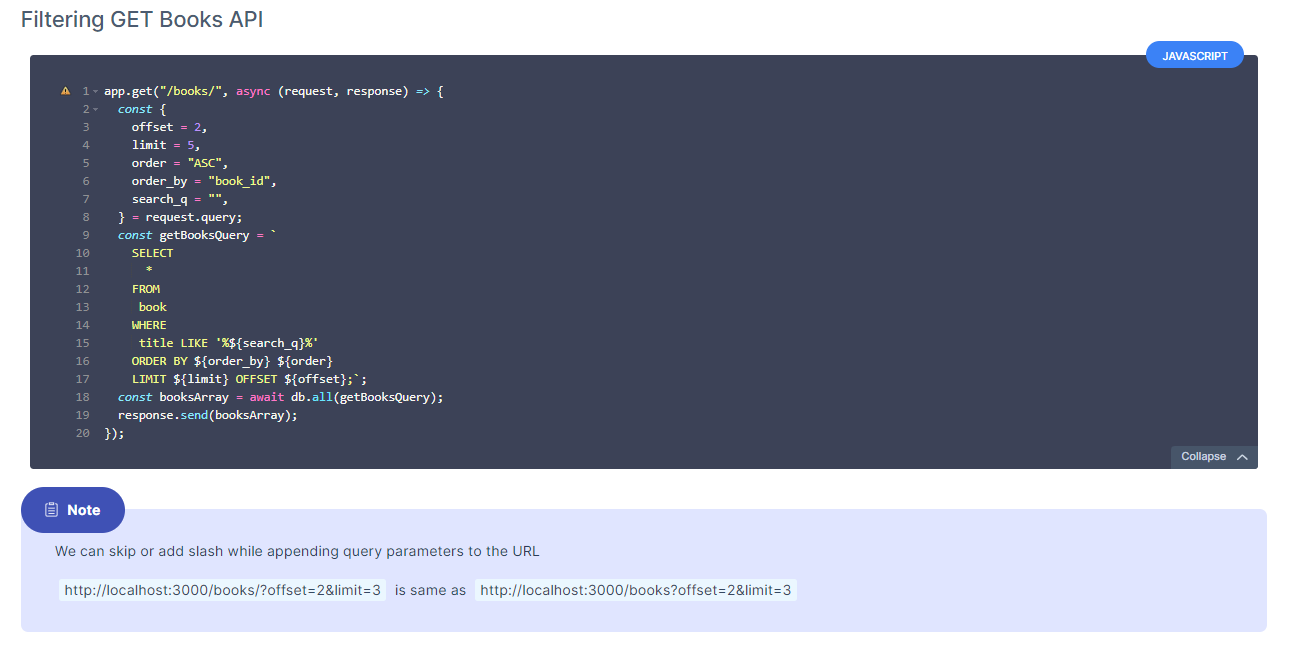 Filtering GET Books API
JAVASCRIPT
1 app.get("/books/", async (request, response) => {
2   const {
3     offset = 2,
4     limit = 5,
5     order = "ASC",
6     order_by = "book_id",
7     search_q = "",
8   } = request.query;
9   const getBooksQuery = `
10     SELECT
11       *
12     FROM
13      book
14     WHERE
15      title LIKE '%${search_q}%'
16     ORDER BY ${order_by} ${order}
17     LIMIT ${limit} OFFSET ${offset};`;
18   const booksArray = await db.all(getBooksQuery);
19   response.send(booksArray);
20 });
Collapse
Note
We can skip or add slash while appending query parameters to the URL
http://localhost:3000/books/?offset=2&limit=3 is same as http://localhost:3000/books?offset=2&limit=3